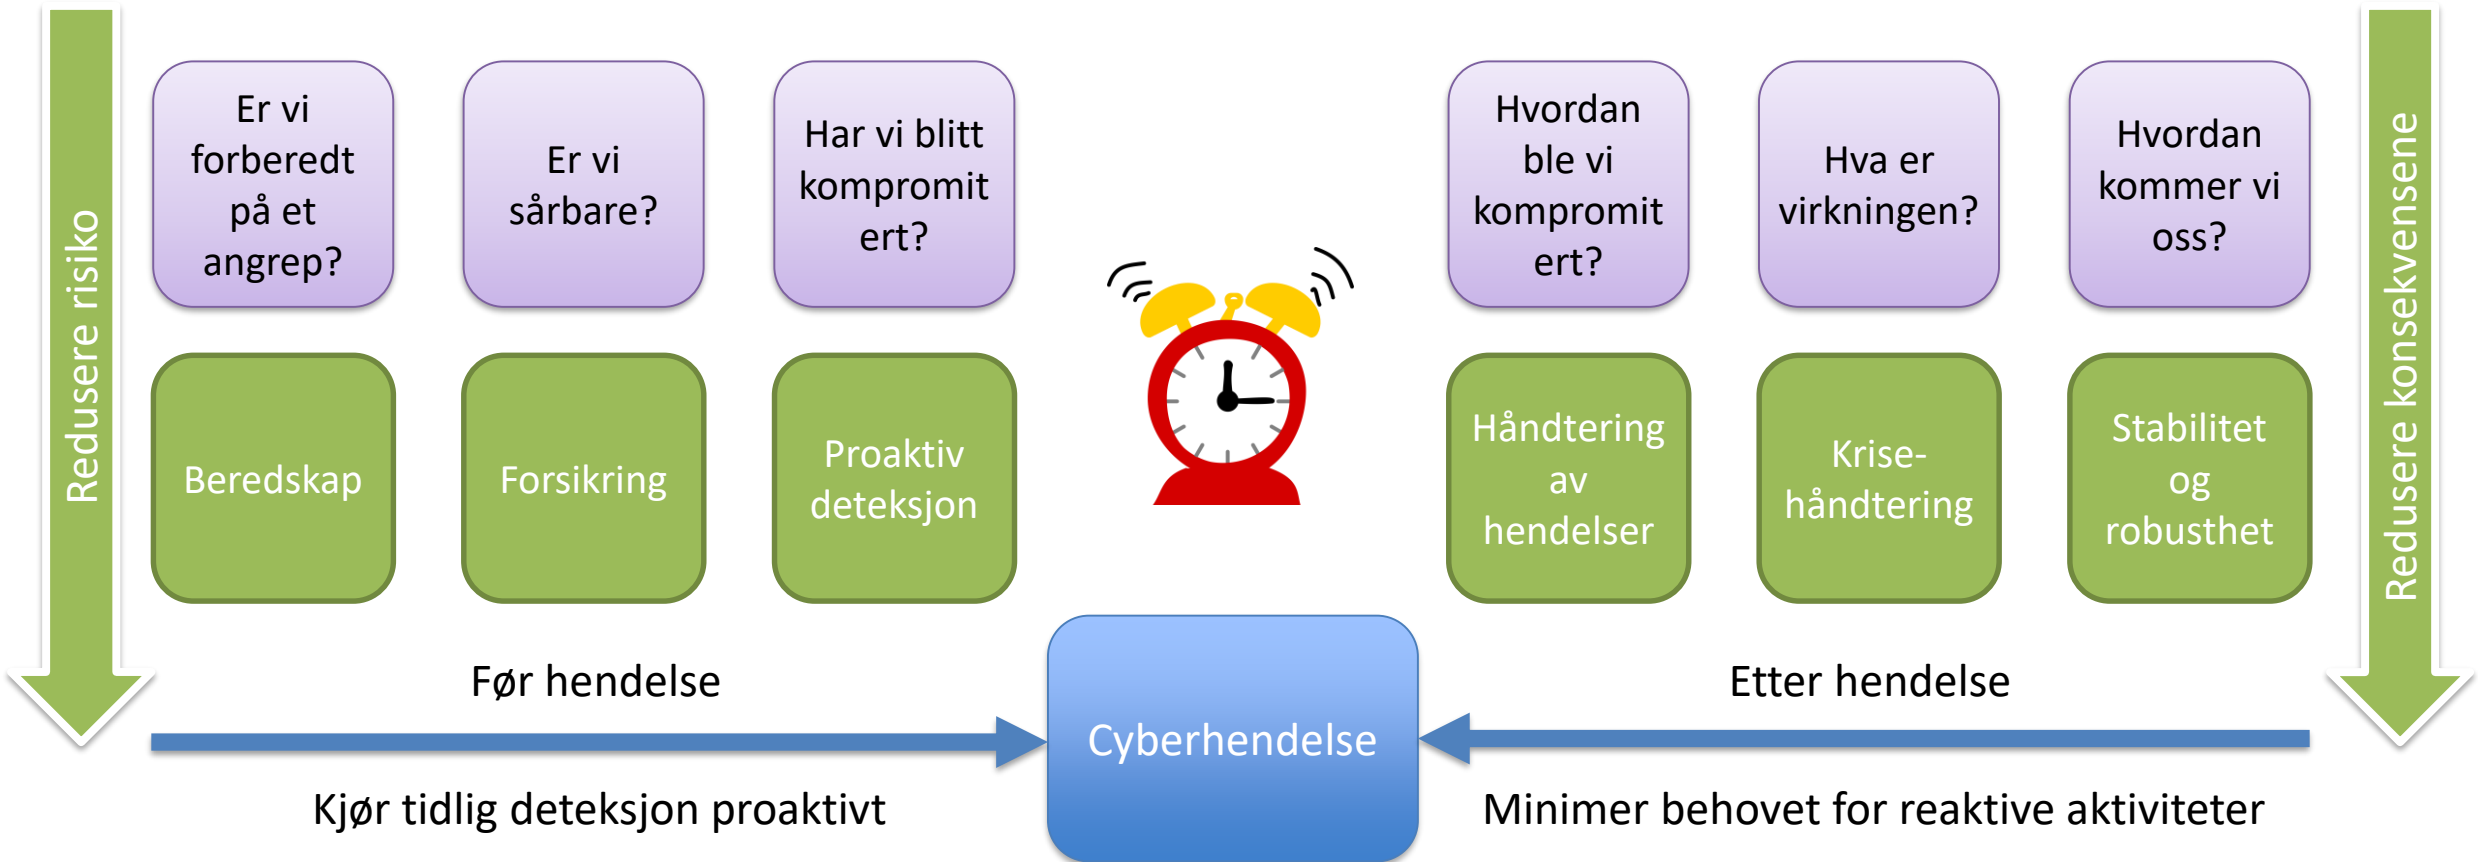 Redusere risiko
Er vi
forberedt
på et
angrep?
Er vi
sårbare?
Har vi blitt
kompromit
ert?
Hvordan
ble vi
kompromit
ert?
Hva er
virkningen?
Hvordan
kommer vi
oss?
Redusere konsekvensene
Beredskap
Forsikring
Proaktiv
deteksjon
Håndtering
av
hendelser
Krise-
håndtering
Stabilitet
og
robusthet
Før hendelse
Cyberhendelse
Etter hendelse
Kjør tidlig deteksjon proaktivt
Minimer behovet for reaktive aktiviteter